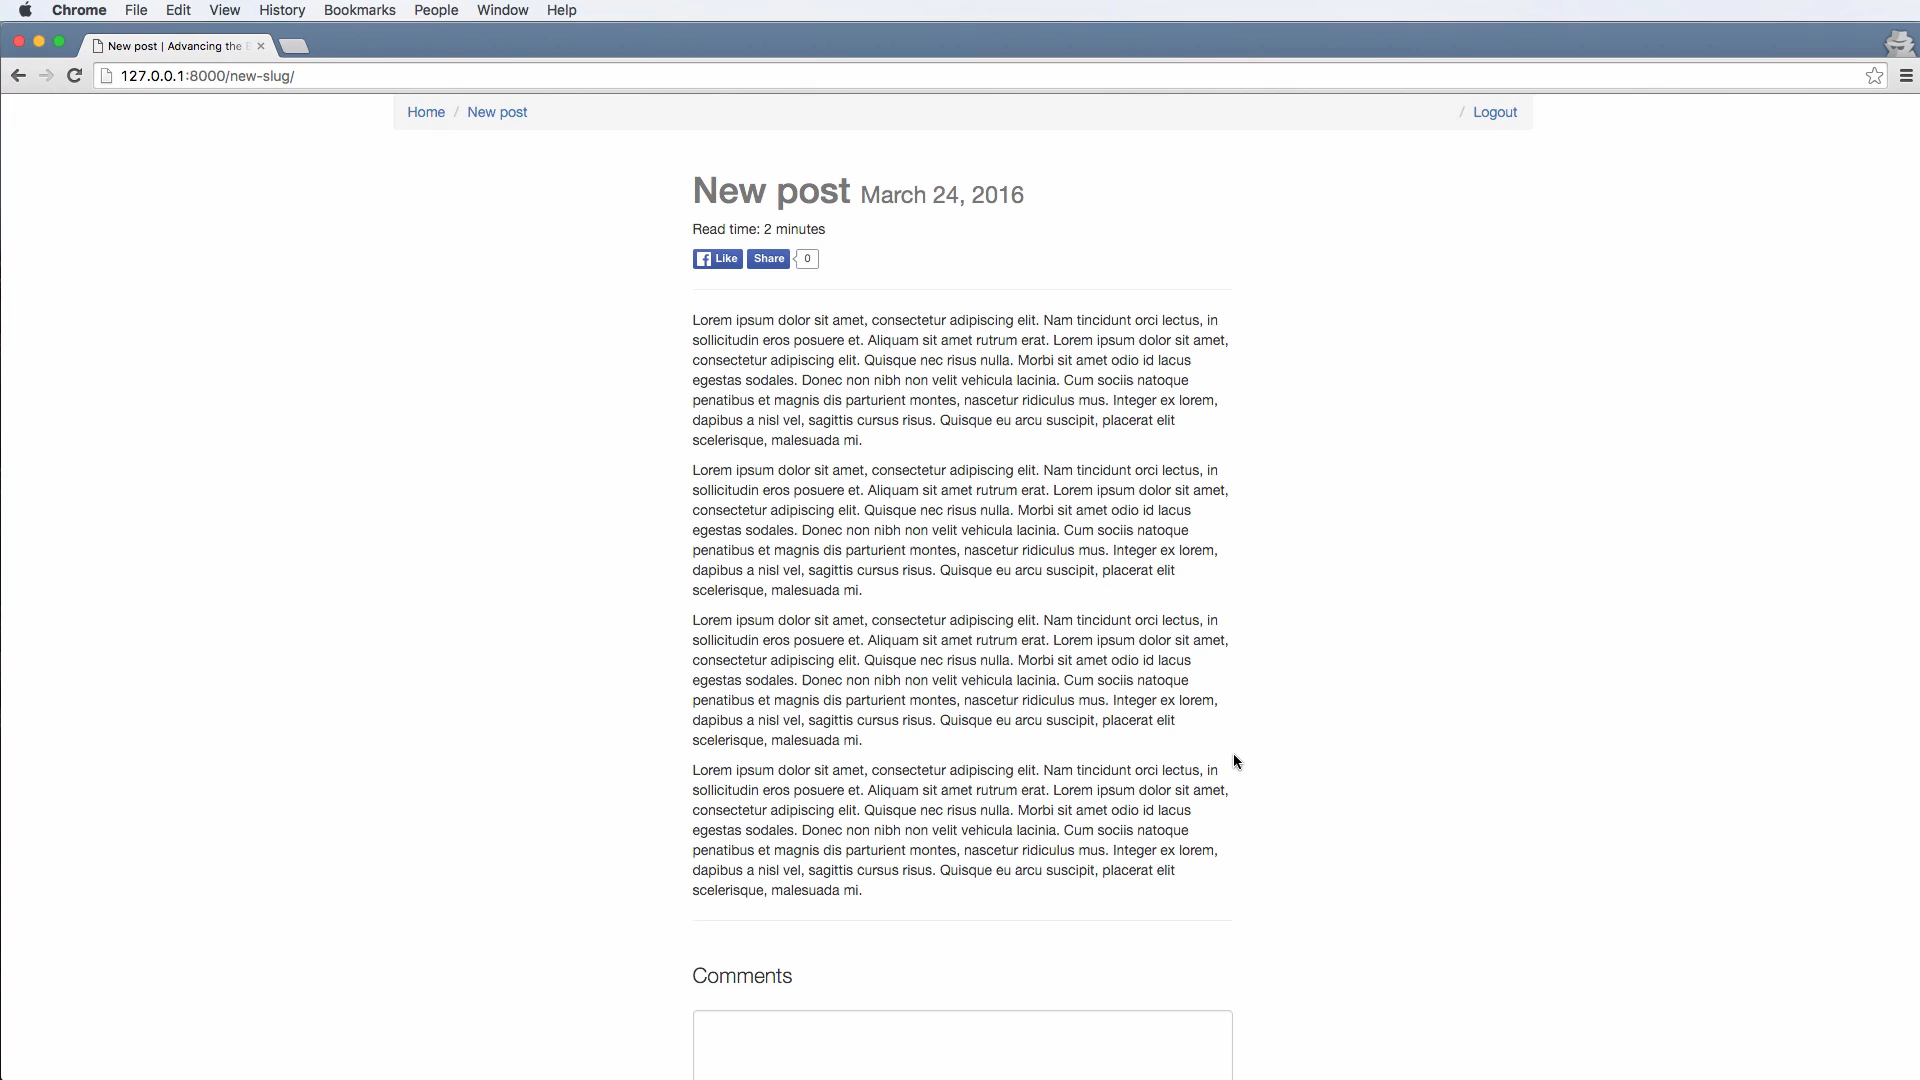 Chrome File Edit View History Bookmarks People Window Help
New post | Advancing the
127.0.0.1:8000/new-slug/
Home / New post / Logout
New post March 24, 2016
Read time: 2 minutes
Like Share 0
Lorem ipsum dolor sit amet, consectetur adipiscing elit. Nam tincidunt orci lectus, in
sollicitudin eros posuere et. Aliquam sit amet rutrum erat. Lorem ipsum dolor sit amet,
consectetur adipiscing elit. Quisque nec risus nulla. Morbi sit amet odio id lacus
egestas sodales. Donec non nibh non velit vehicula lacinia. Cum sociis natoque
penatibus et magnis dis parturient montes, nascetur ridiculus mus. Integer ex lorem,
dapibus a nisl vel, sagittis cursus risus. Quisque eu arcu suscipit, placerat elit
scelerisque, malesuada mi.
Lorem ipsum dolor sit amet, consectetur adipiscing elit. Nam tincidunt orci lectus, in
sollicitudin eros posuere et. Aliquam sit amet rutrum erat. Lorem ipsum dolor sit amet,
consectetur adipiscing elit. Quisque nec risus nulla. Morbi sit amet odio id lacus
egestas sodales. Donec non nibh non velit vehicula lacinia. Cum sociis natoque
penatibus et magnis dis parturient montes, nascetur ridiculus mus. Integer ex lorem,
dapibus a nisl vel, sagittis cursus risus. Quisque eu arcu suscipit, placerat elit
scelerisque, malesuada mi.
Lorem ipsum dolor sit amet, consectetur adipiscing elit. Nam tincidunt orci lectus, in
sollicitudin eros posuere et. Aliquam sit amet rutrum erat. Lorem ipsum dolor sit amet,
consectetur adipiscing elit. Quisque nec risus nulla. Morbi sit amet odio id lacus
egestas sodales. Donec non nibh non velit vehicula lacinia. Cum sociis natoque
penatibus et magnis dis parturient montes, nascetur ridiculus mus. Integer ex lorem,
dapibus a nisl vel, sagittis cursus risus. Quisque eu arcu suscipit, placerat elit
scelerisque, malesuada mi.
Lorem ipsum dolor sit amet, consectetur adipiscing elit. Nam tincidunt orci lectus, in
sollicitudin eros posuere et. Aliquam sit amet rutrum erat. Lorem ipsum dolor sit amet,
consectetur adipiscing elit. Quisque nec risus nulla. Morbi sit amet odio id lacus
egestas sodales. Donec non nibh non velit vehicula lacinia. Cum sociis natoque
penatibus et magnis dis parturient montes, nascetur ridiculus mus. Integer ex lorem,
dapibus a nisl vel, sagittis cursus risus. Quisque eu arcu suscipit, placerat elit
scelerisque, malesuada mi.
Comments